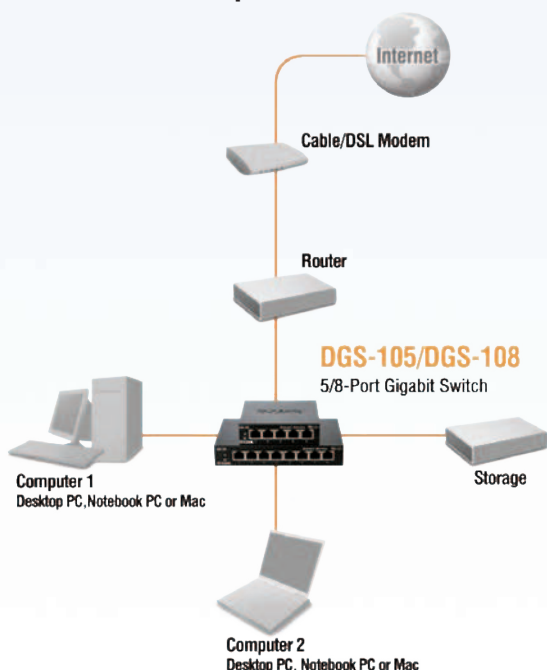 Internet
Cable/DSL Modem
Router
DGS-105/DGS-108
5/8-Port Gigabit Switch
Computer 1
Desktop PC,Notebook PC or Mac
Storage
Computer 2
Desktop PC, Notebook PC or Mac